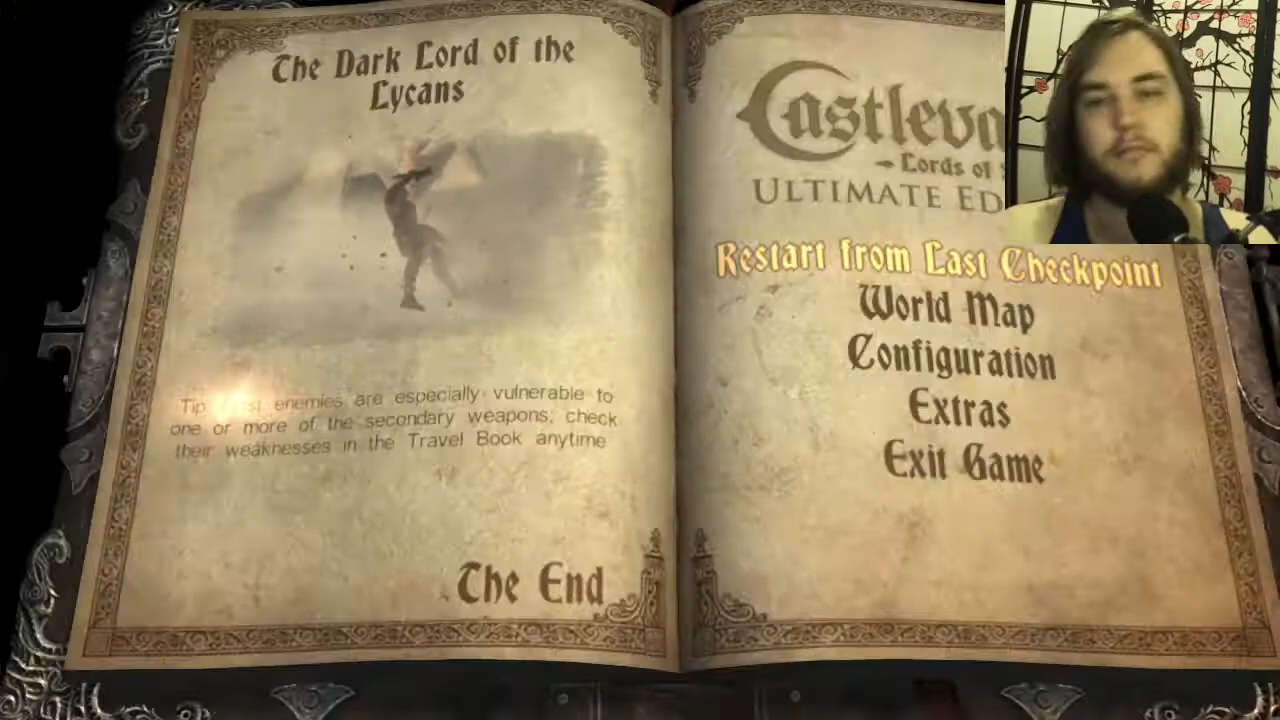 The Dark Lord of the
Lycans
Tip enemies are especially vulnerable to
one or more of the secondary weapons; check
their weaknesses in the Travel Book anytime
The End
Castleva
Lords of
ULTIMATE ED
Restart from Last Checkpoint
World Map
Configuration
Extras
Exit Game